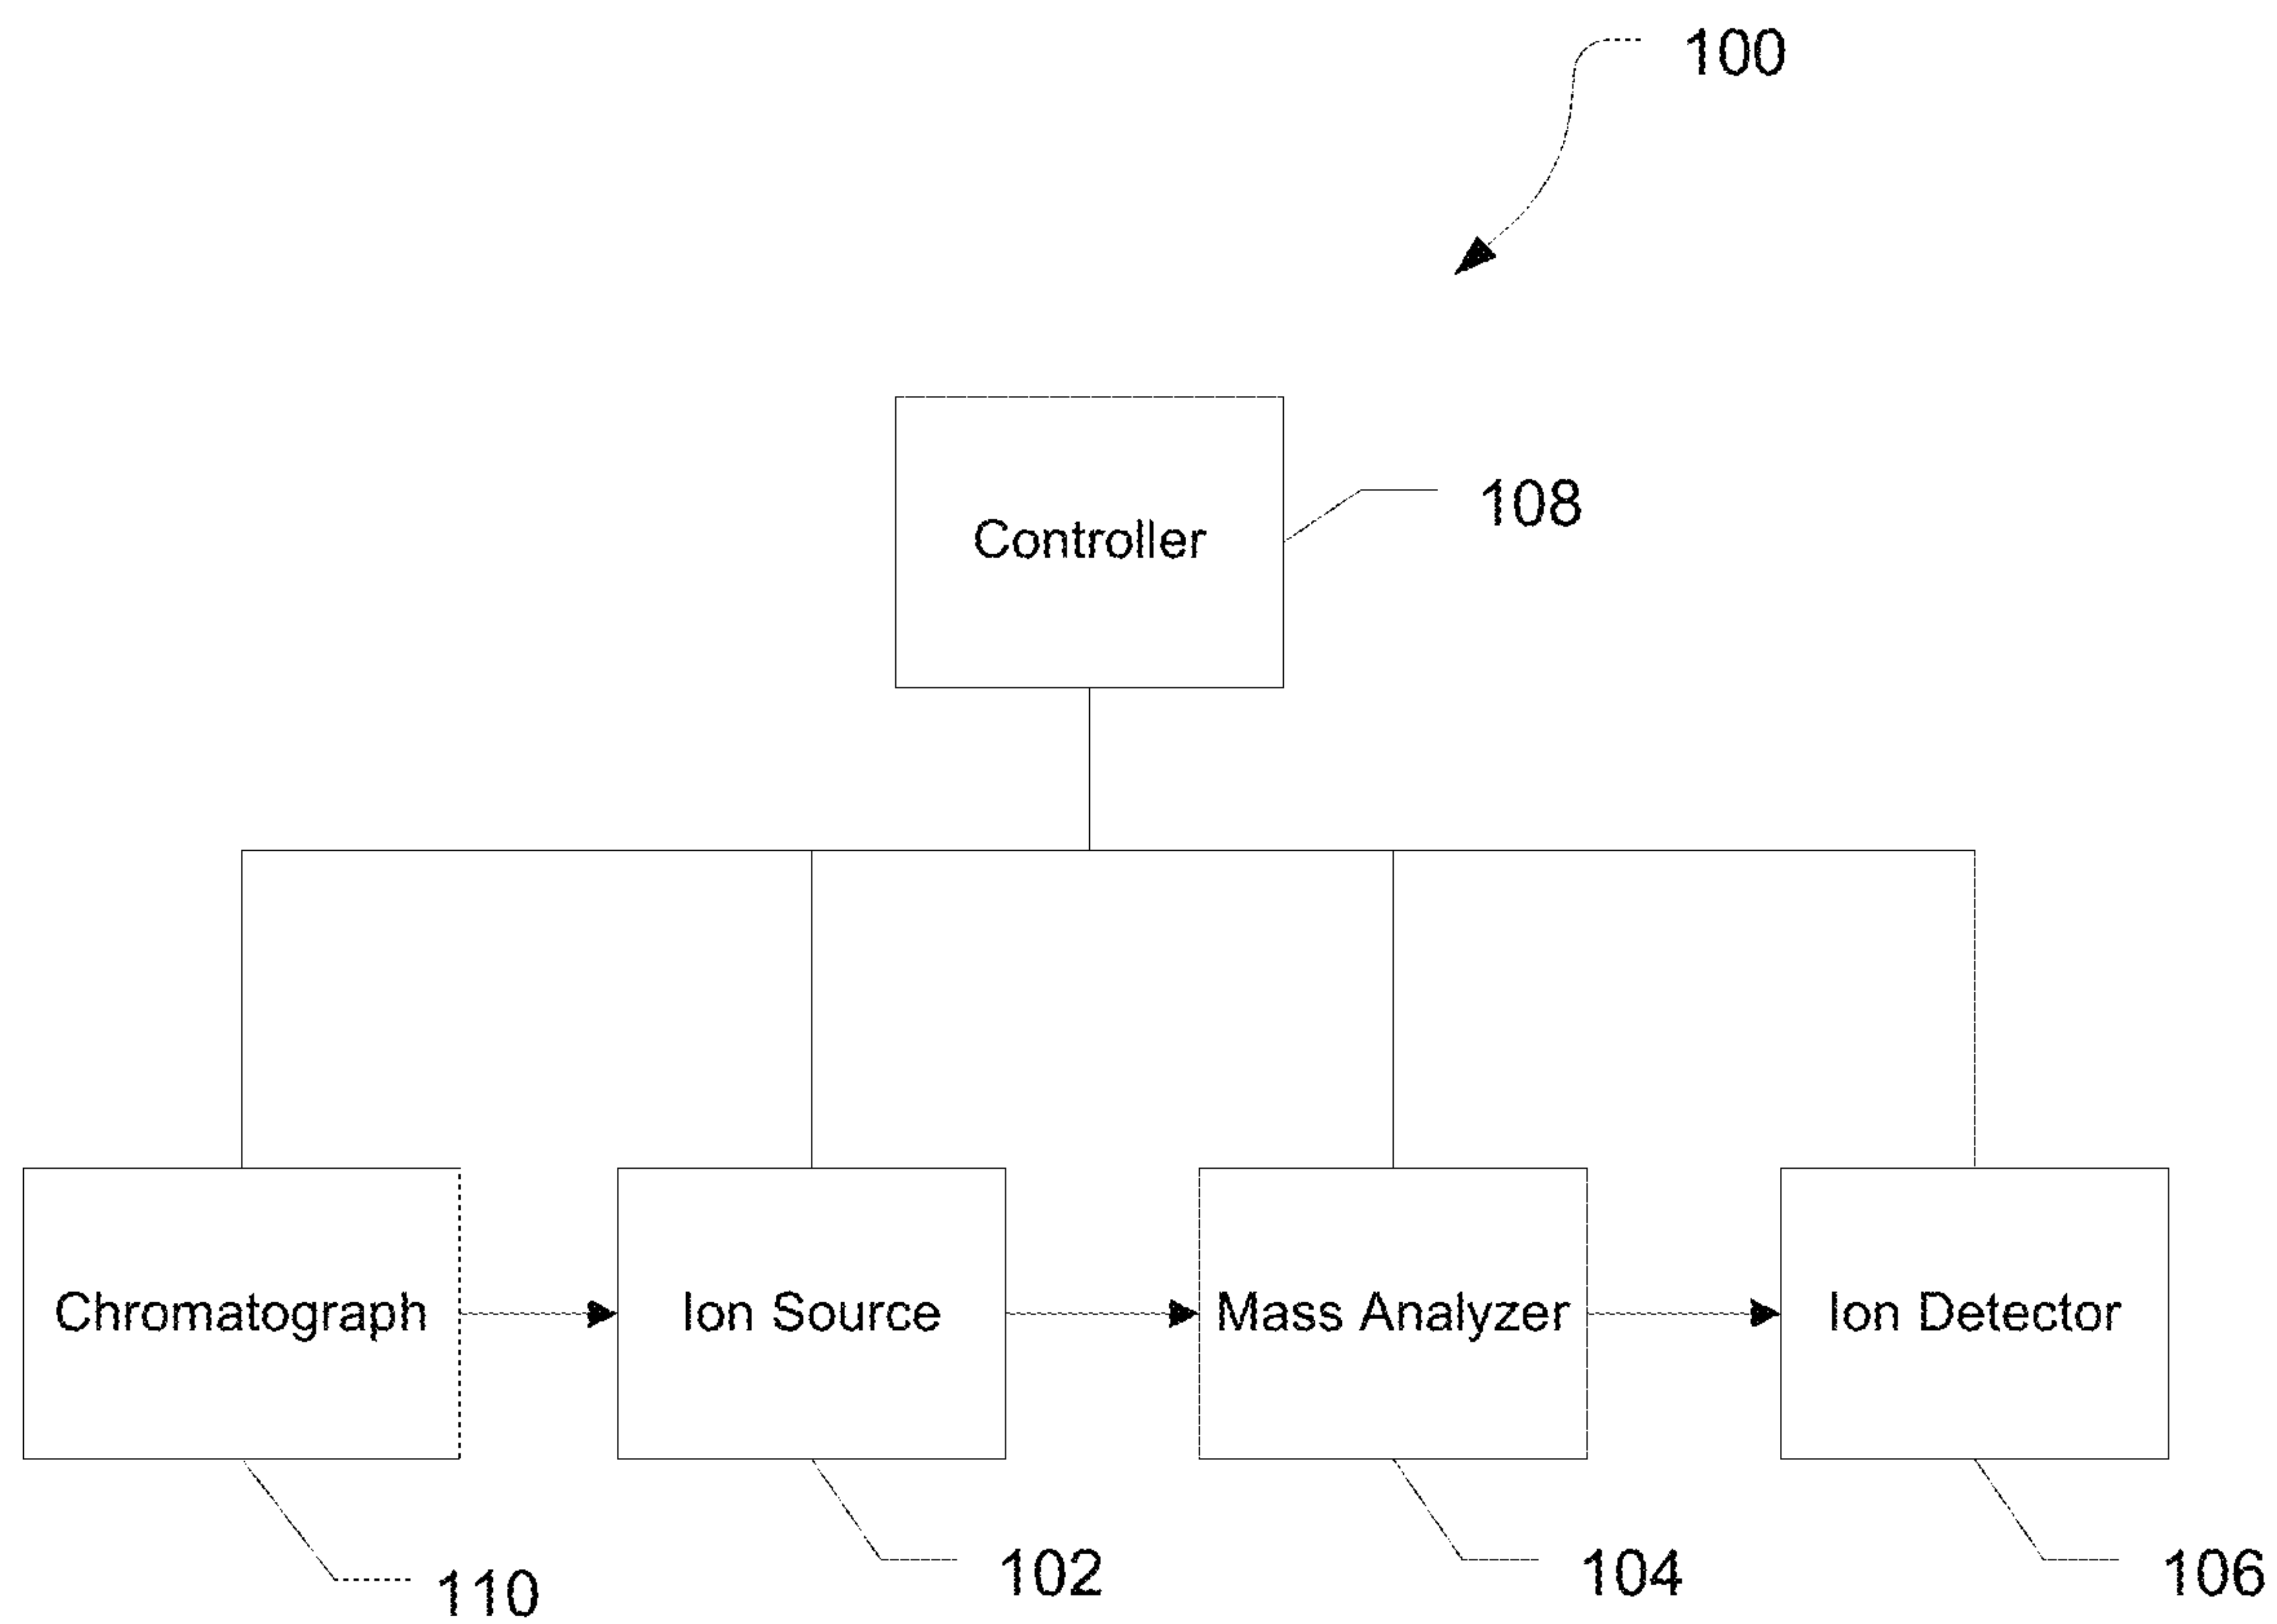 100
Controller
108
Chromatograph
Ion Source
Mass Analyzer
Ion Detector
110
102
104
106